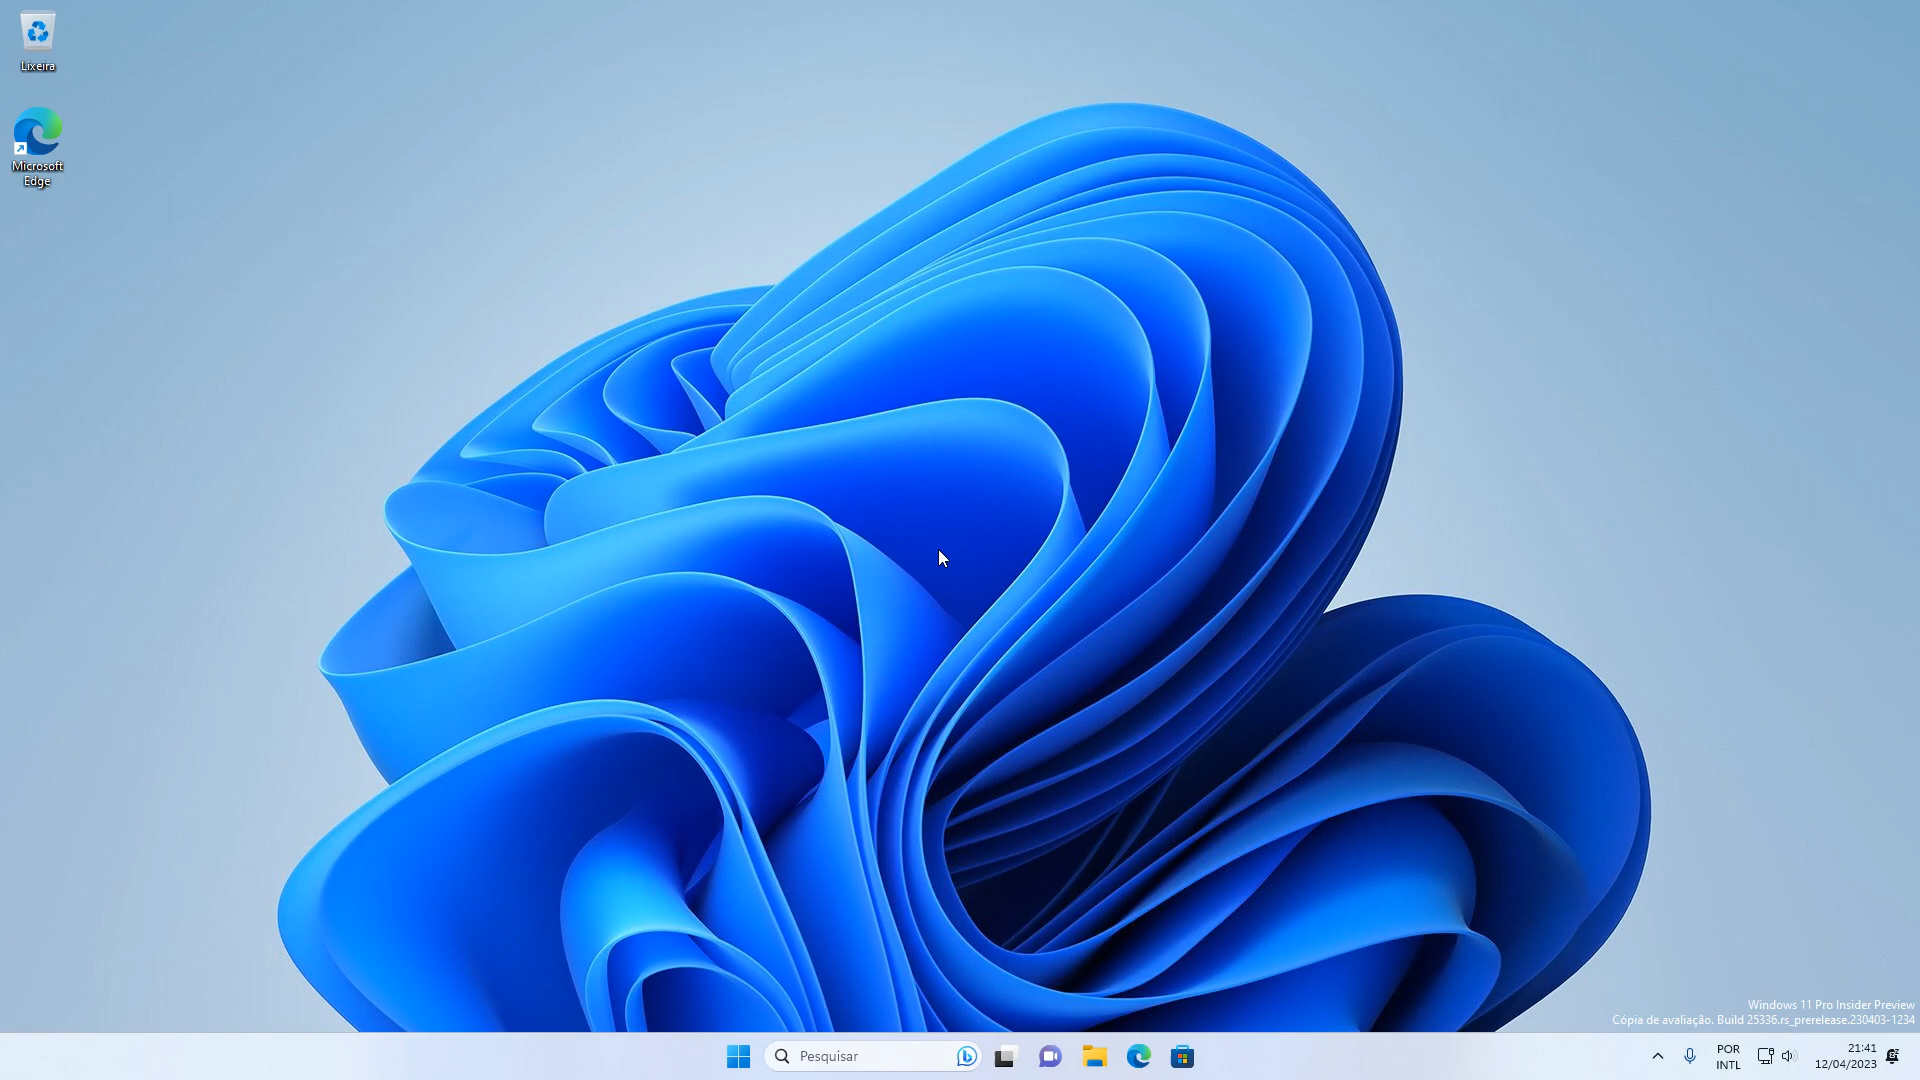 Lixeira
Microsoft
Edge
Windows 11 Pro Insider Preview
Cópia de avaliação. Build 25336.rs_prerelease.230403-1234
Pesquisar
POR
INTL
21:41
12/04/2023